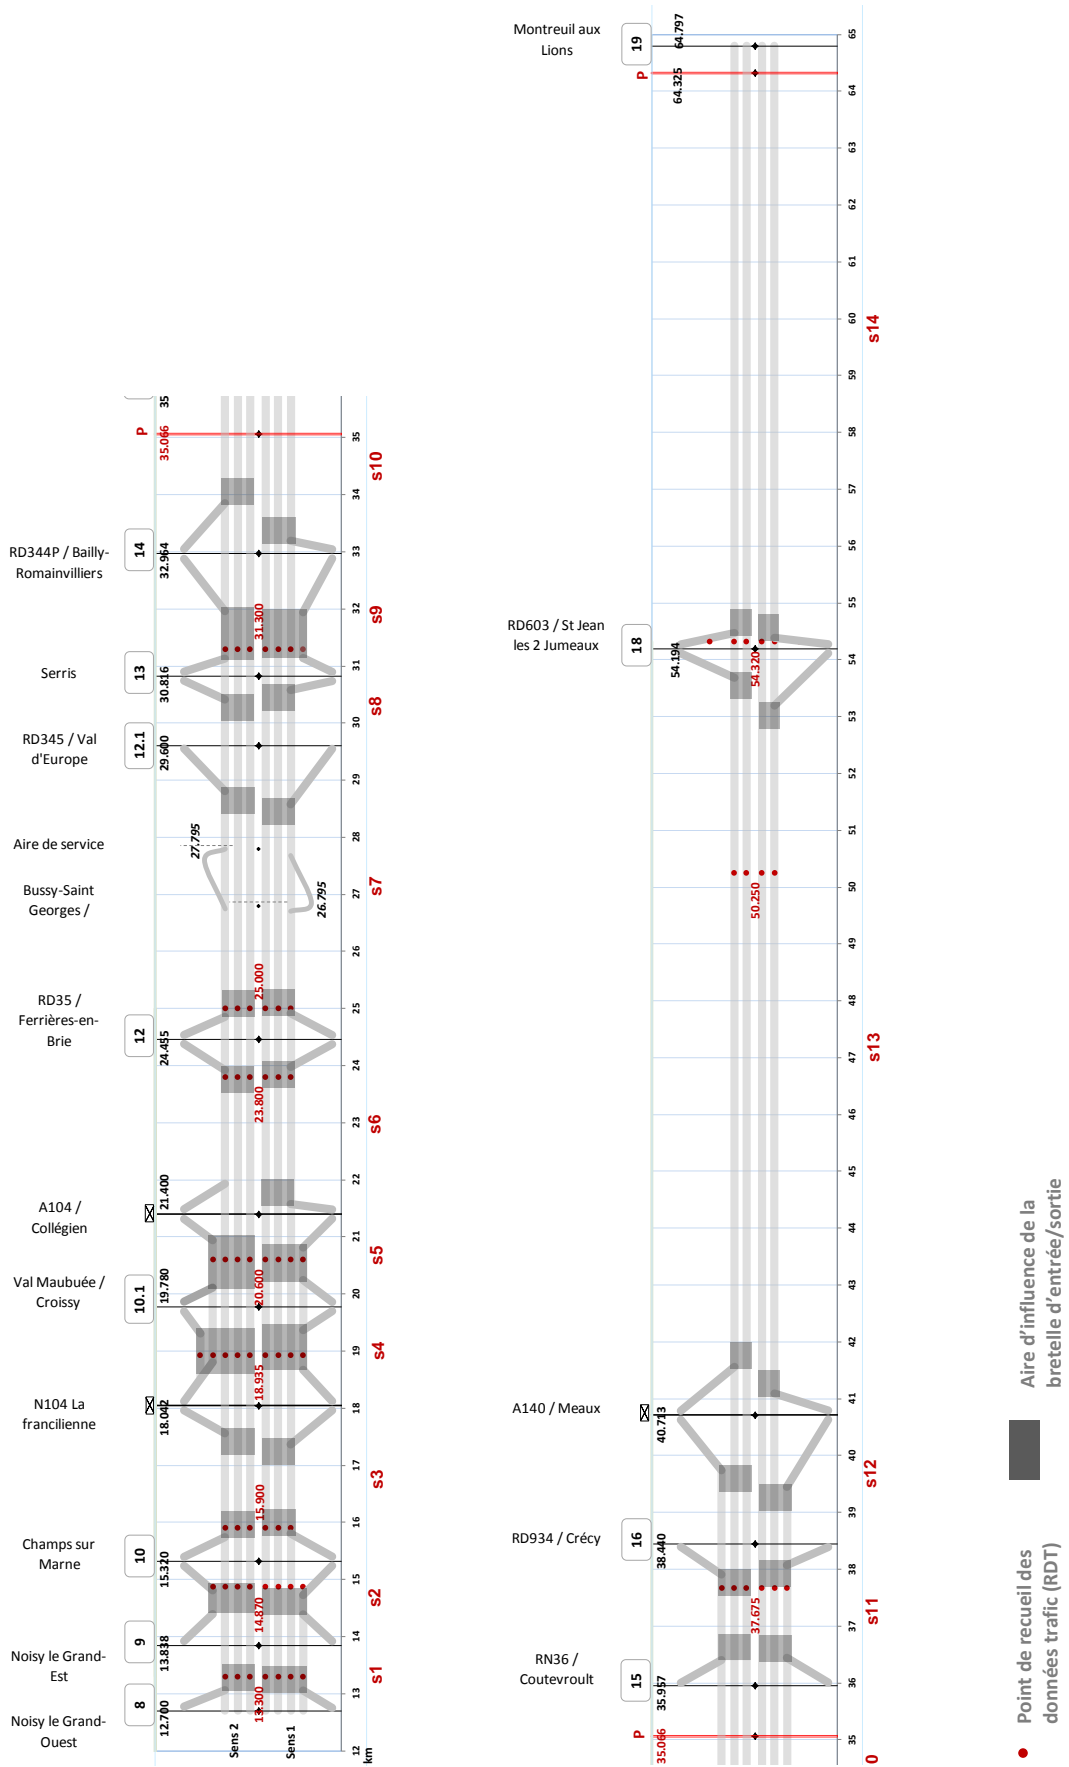 Montreuil aux
Lions
19
64.797
P
64.325
65
64
63
62
61
60
59
58
57
56
55
54
53
52
51
50
49
48
47
46
45
44
43
42
41
40
39
38
37
36
35
s14
RD603 / St Jean
les 2 Jumeaux
18
54.194
54.320
50.250
s13
A140 / Meaux
40.713
s12
RD934 / Crécy
16
38.440
37.675
s11
RN36 /
Coutevroult
15
35.957
P
35.066
0
35
P
35.066
s10
RD344P / Bailly-
Romainvilliers
14
32.964
31.300
s9
Serris
13
30.816
s8
RD345 / Val
d'Europe
12.1
29.600
Aire de service
27.795
Bussy-Saint
Georges /
26.795
s7
RD35 /
Ferrières-en-
Brie
12
24.455
25.000
23.800
s6
A104 /
Collégien
21.400
s5
Val Maubuée /
Croissy
10.1
19.780
20.600
s4
18.935
N104 La
francilienne
18.042
s3
15.900
Champs sur
Marne
10
15.320
s2
14.870
9
13.838
Noisy le Grand-
Est
s1
13.300
8
12.700
Noisy le Grand-
Ouest
Sens 2
Sens 1
35
34
33
32
31
30
29
28
27
26
25
24
23
22
21
20
19
18
17
16
15
14
13
12
km
Point de recueil des
données trafic (RDT)
Aire d'influence de la
bretelle d'entrée/sortie